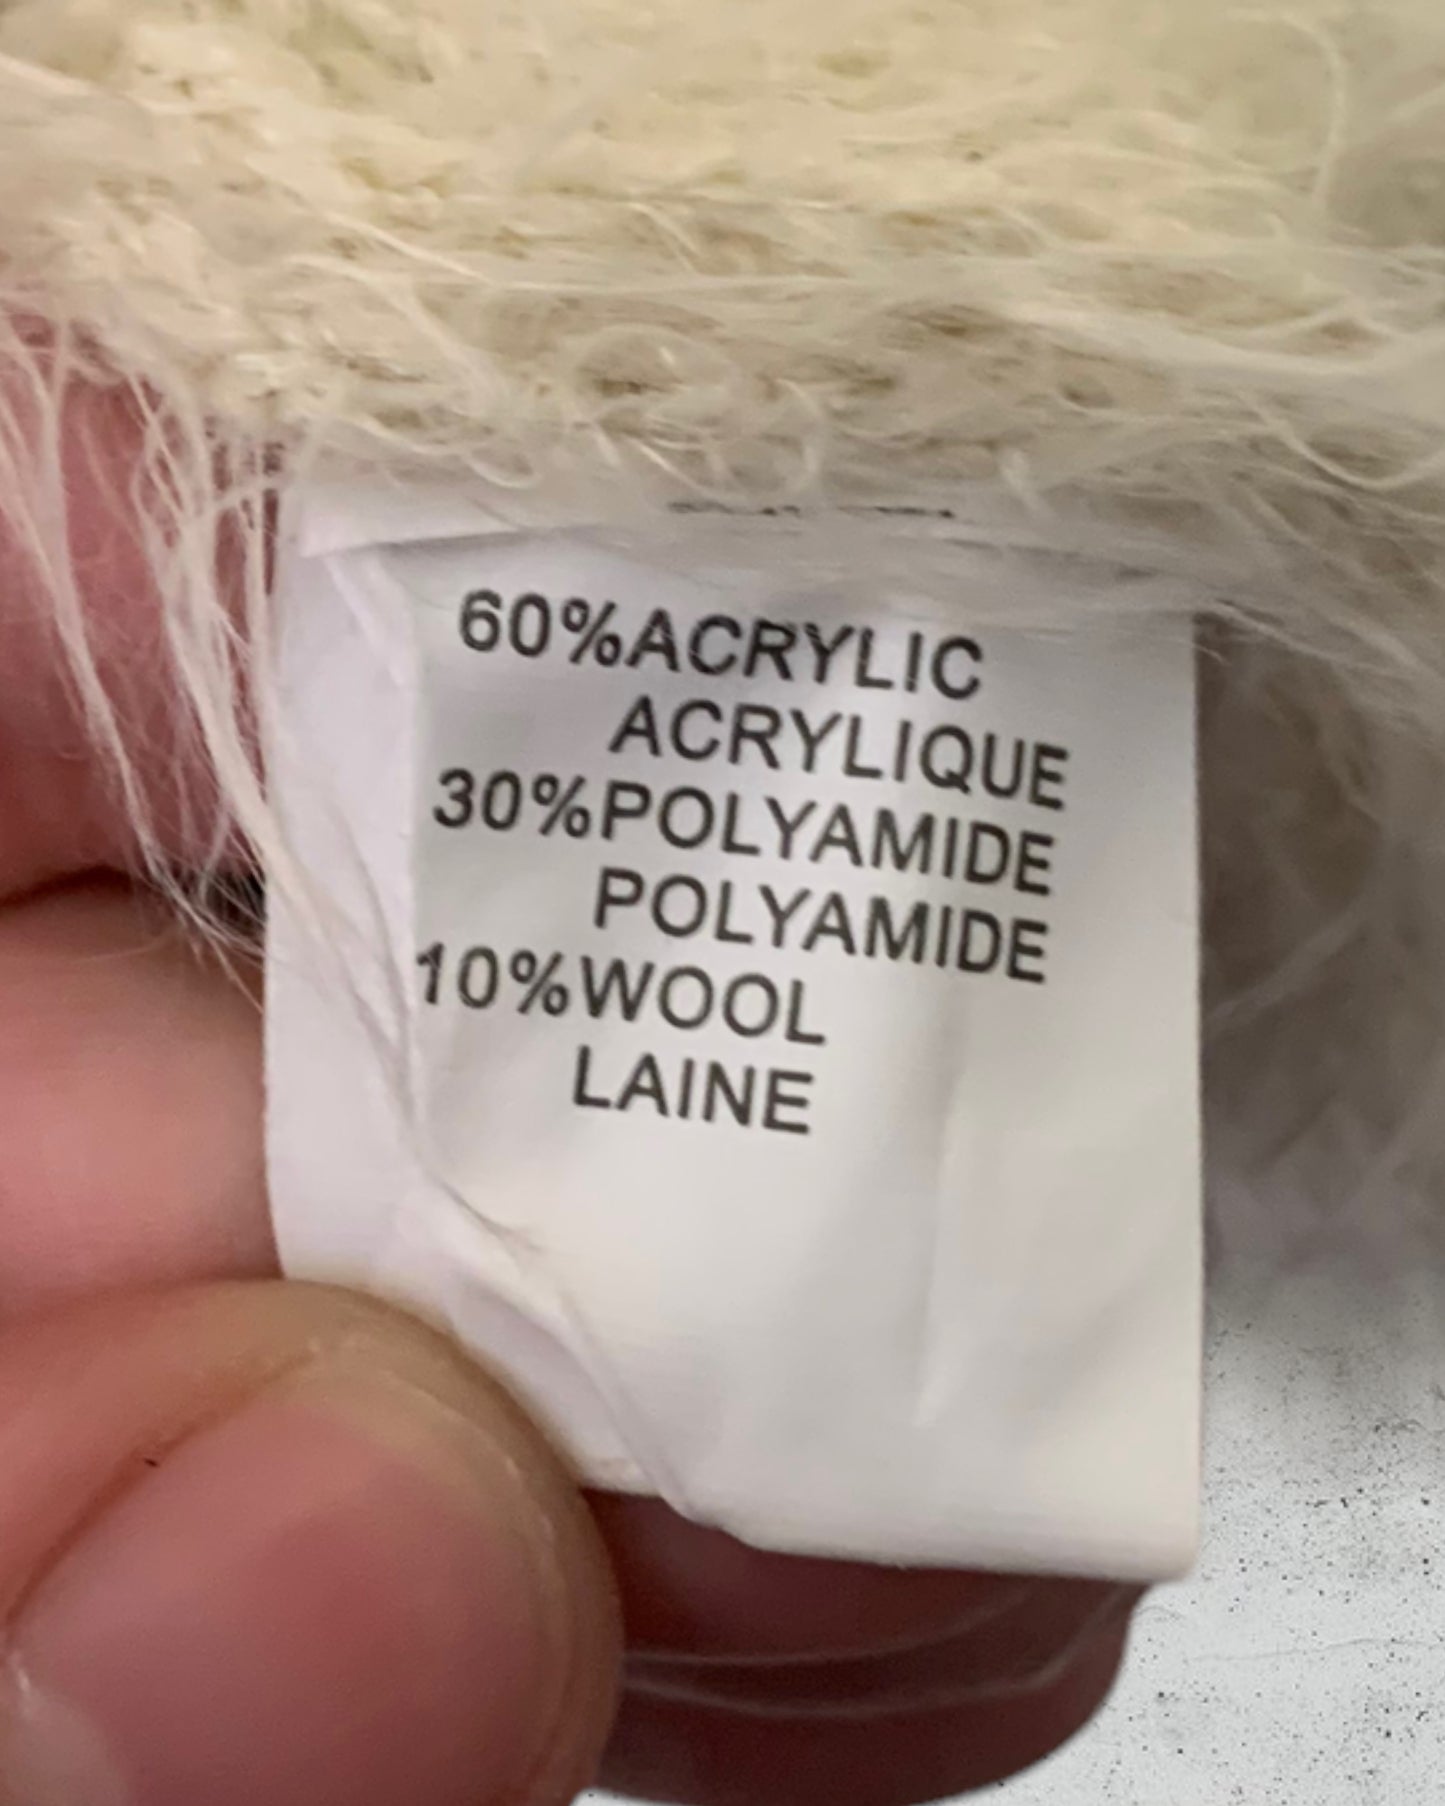 60%ACRYLIC
ACRYLIQUE
30%POLYAMIDE
POLYAMIDE
10%WOOL
LAINE